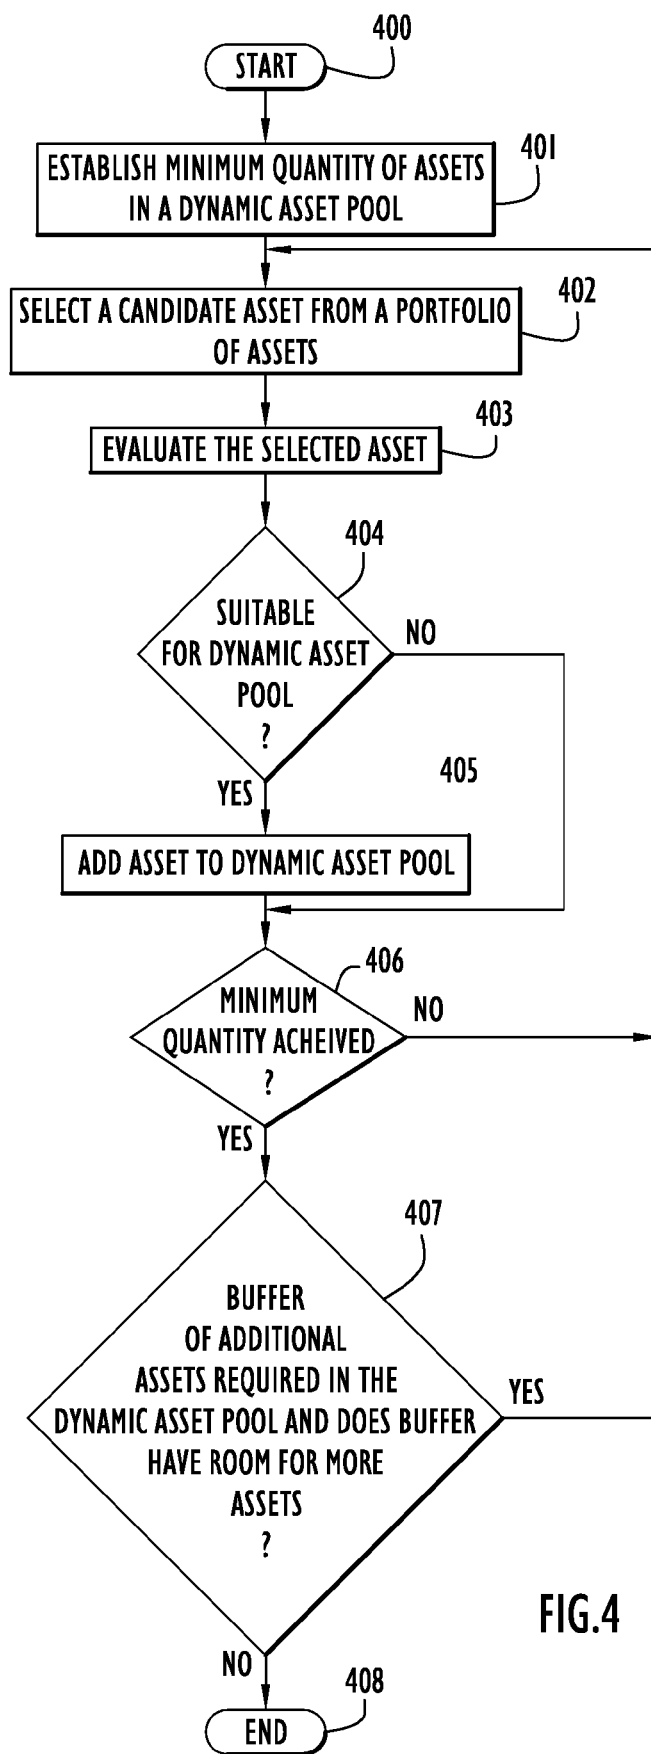 400
START
401
ESTABLISH MINIMUM QUANTITY OF ASSETS
IN A DYNAMIC ASSET POOL
402
SELECT A CANDIDATE ASSET FROM A PORTFOLIO
OF ASSETS
403
EVALUATE THE SELECTED ASSET
404
SUITABLE
FOR DYNAMIC ASSET
POOL
?
NO
YES
405
ADD ASSET TO DYNAMIC ASSET POOL
406
MINIMUM
QUANTITY ACHEIVED
?
NO
YES
407
BUFFER
OF ADDITIONAL
ASSETS REQUIRED IN THE
DYNAMIC ASSET POOL AND DOES BUFFER
HAVE ROOM FOR MORE
ASSETS
?
YES
NO
FIG.4
408
END